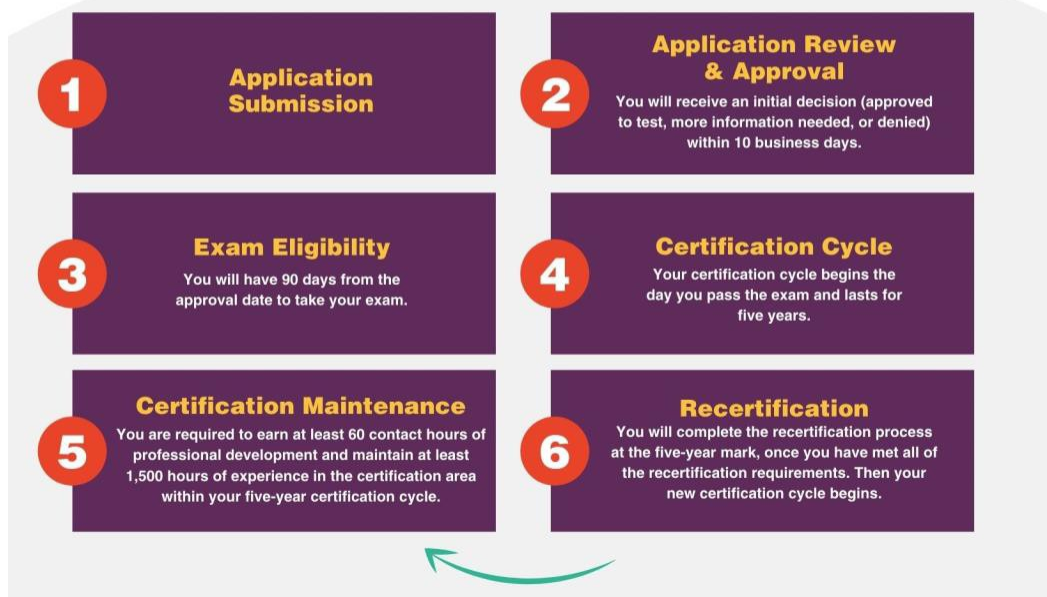 1
Application
Submission
2
Application Review
& Approval
You will receive an initial decision (approved
to test, more information needed, or denied)
within 10 business days.
3
Exam Eligibility
You will have 90 days from the
approval date to take your exam.
4
Certification Cycle
Your certification cycle begins the
day you pass the exam and lasts for
five years.
5
Certification Maintenance
You are required to earn at least 60 contact hours of
professional development and maintain at least
1,500 hours of experience in the certification area
within your five-year certification cycle.
6
Recertification
You will complete the recertification process
at the five-year mark, once you have met all of
the recertification requirements. Then your
new certification cycle begins.